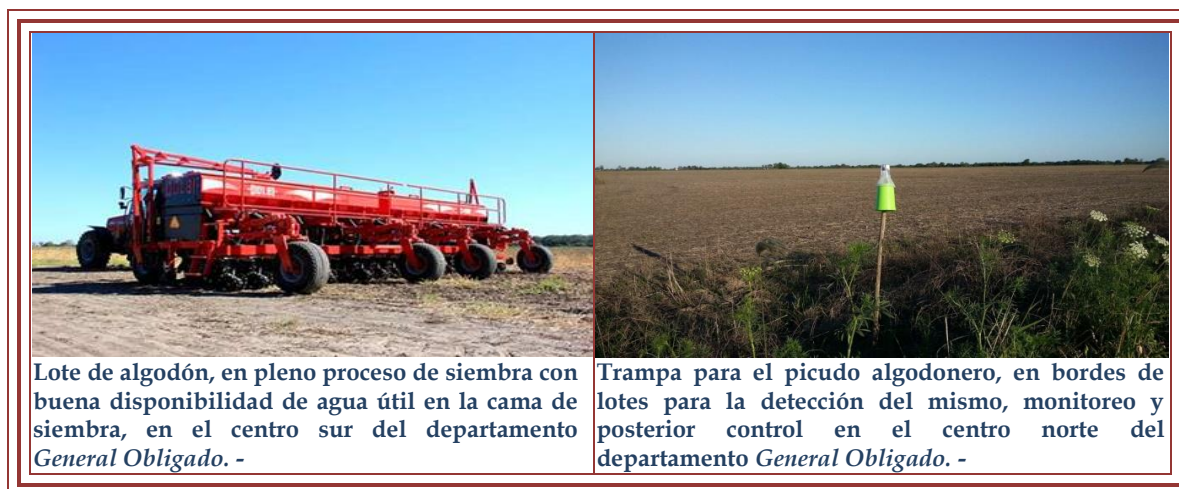 Lote de algodón, en pleno proceso de siembra con
buena disponibilidad de agua útil en la cama de
siembra, en el centro sur del departamento
General Obligado. -
Trampa para el picudo algodonero, en bordes de
lotes para la detección del mismo, monitoreo y
posterior control en el centro norte del
departamento General Obligado. -